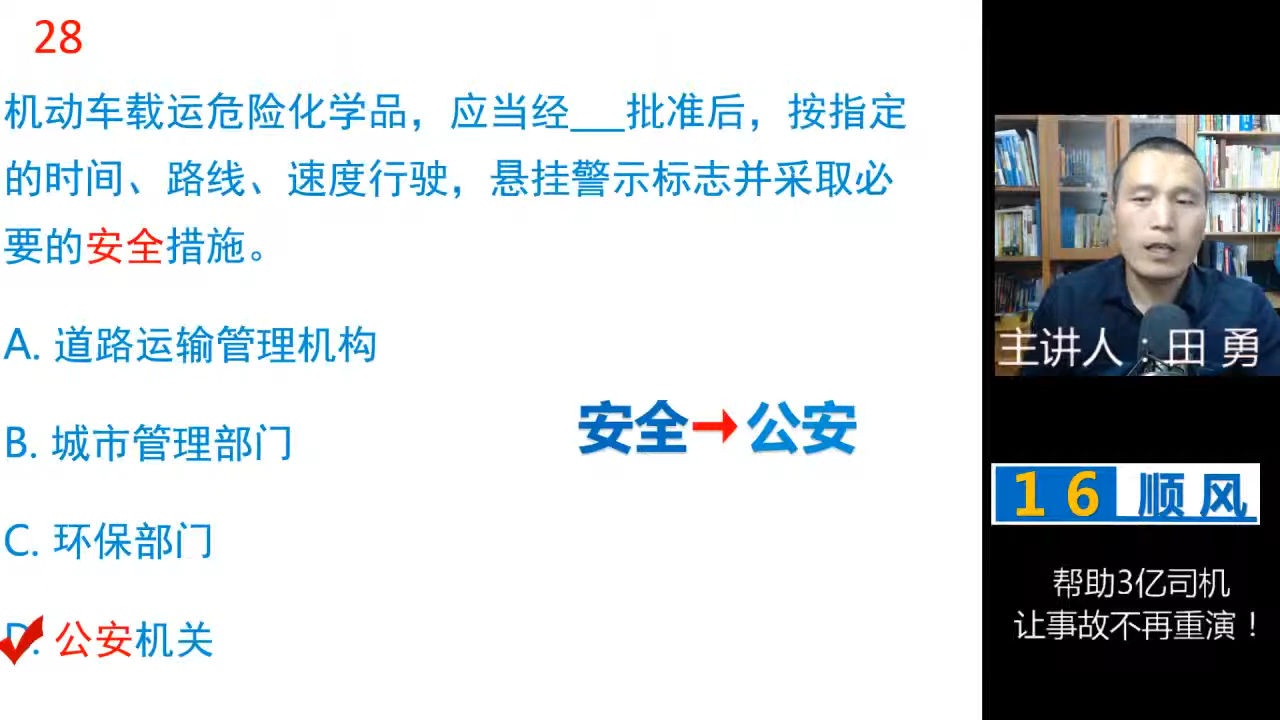 28
机动车载运危险化学品，应当经___批准后，按指定
的时间、路线、速度行驶，悬挂警示标志并采取必
要的安全措施。
A. 道路运输管理机构
B. 城市管理部门
安全→公安
C. 环保部门
D. 公安机关
主讲人：田 勇
16 顺风
帮助3亿司机
让事故不再重演！